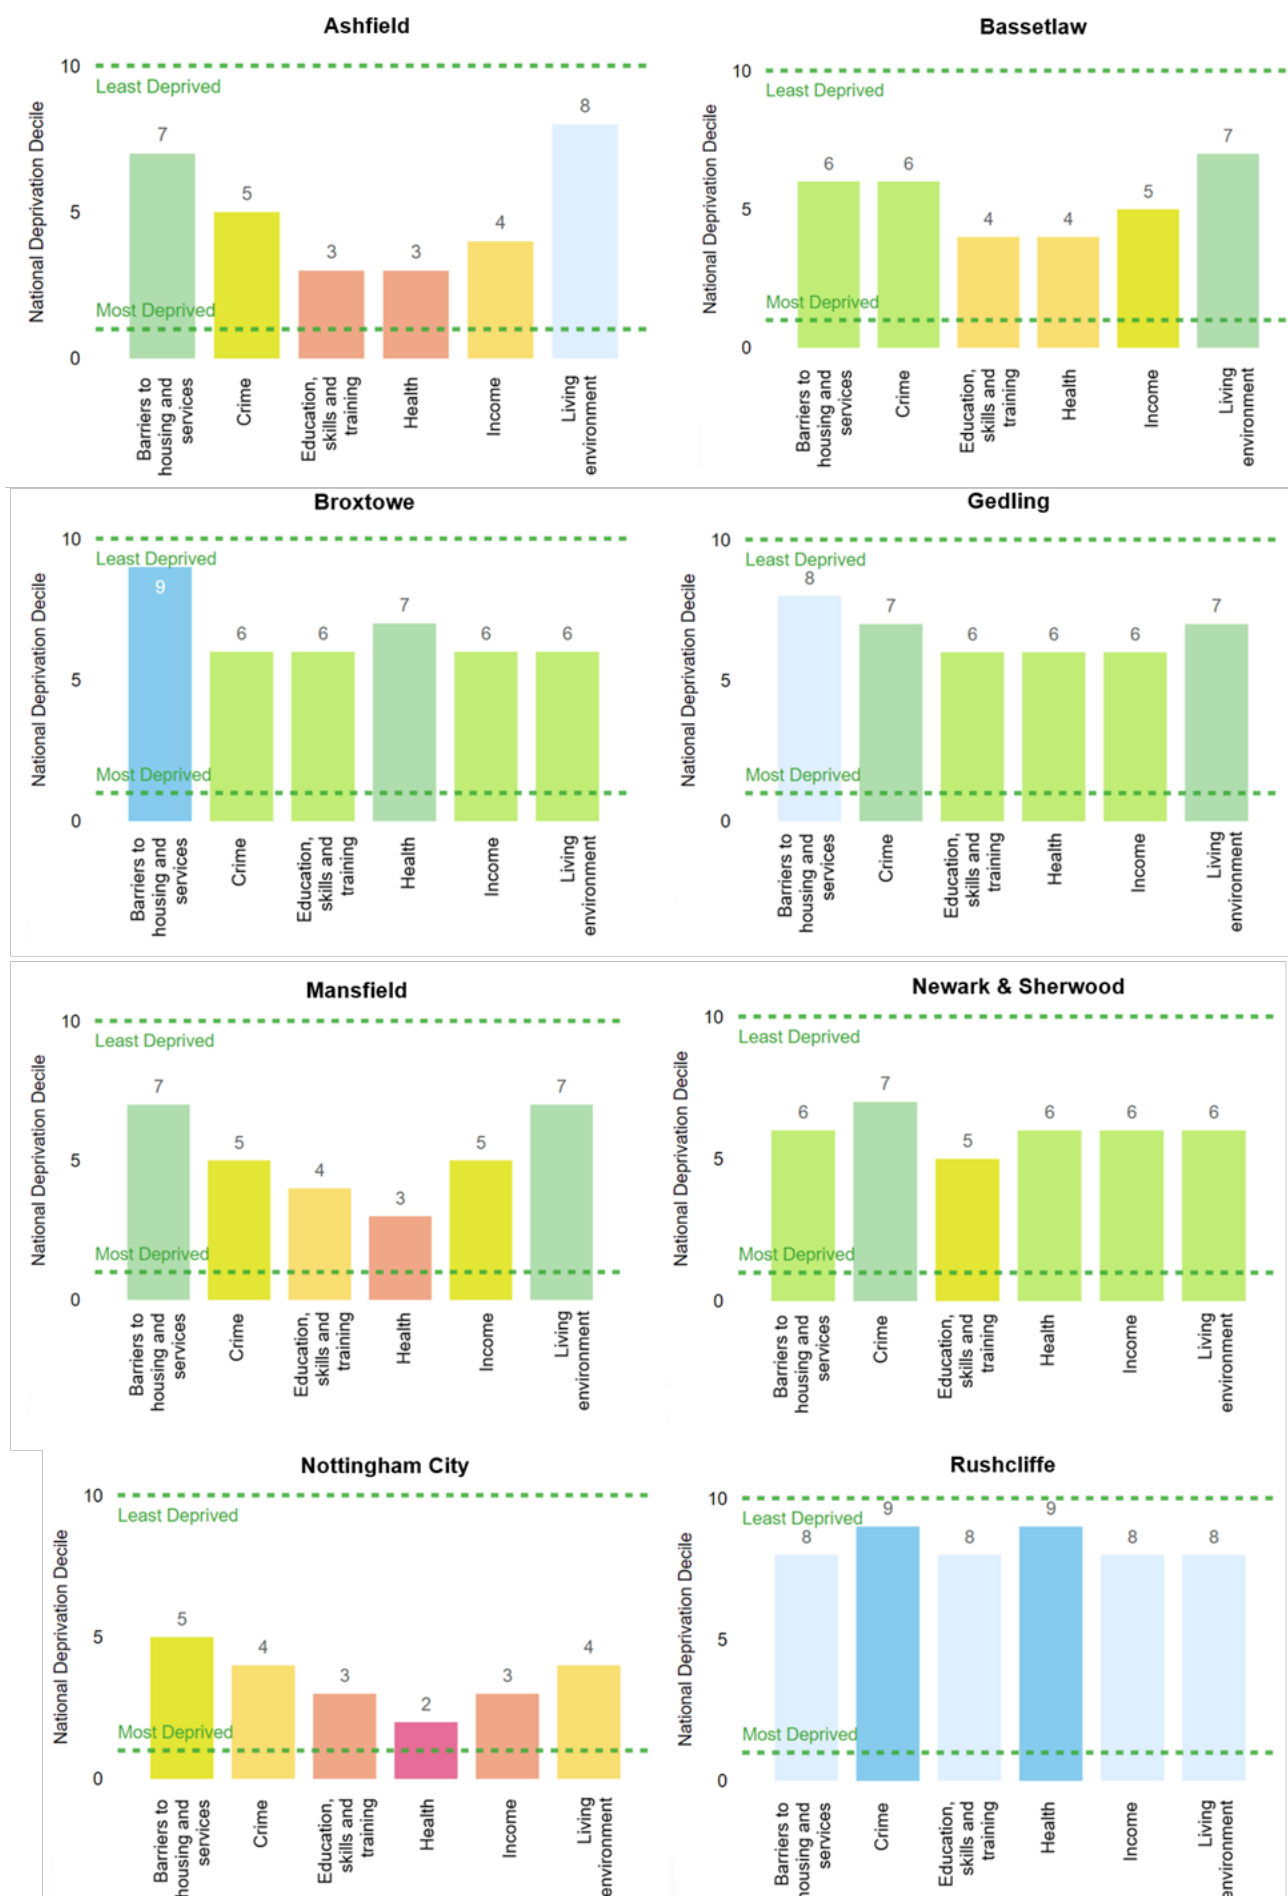 Ashfield
National Deprivation Decile
10
5
0
Least Deprived
Most Deprived
7
5
3
3
4
8
Barriers to
housing and
services
Crime
Education,
skills and
training
Health
Income
Living
environment
Bassetlaw
National Deprivation Decile
10
5
0
Least Deprived
Most Deprived
6
6
4
4
5
7
Barriers to
housing and
services
Crime
Education,
skills and
training
Health
Income
Living
environment
Broxtowe
National Deprivation Decile
10
5
0
Least Deprived
Most Deprived
9
6
6
7
6
6
Barriers to
housing and
services
Crime
Education,
skills and
training
Health
Income
Living
environment
Gedling
National Deprivation Decile
10
5
0
Least Deprived
Most Deprived
8
7
6
6
6
7
Barriers to
housing and
services
Crime
Education,
skills and
training
Health
Income
Living
environment
Mansfield
National Deprivation Decile
10
5
0
Least Deprived
Most Deprived
7
5
4
3
5
7
Barriers to
housing and
services
Crime
Education,
skills and
training
Health
Income
Living
environment
Newark & Sherwood
National Deprivation Decile
10
5
0
Least Deprived
Most Deprived
6
7
5
6
6
6
Barriers to
housing and
services
Crime
Education,
skills and
training
Health
Income
Living
environment
Nottingham City
National Deprivation Decile
10
5
0
Least Deprived
Most Deprived
5
4
3
2
3
4
Barriers to
housing and
services
Crime
Education,
skills and
training
Health
Income
Living
environment
Rushcliffe
National Deprivation Decile
10
5
0
Least Deprived
Most Deprived
8
9
8
9
8
8
Barriers to
housing and
services
Crime
Education,
skills and
training
Health
Income
Living
environment